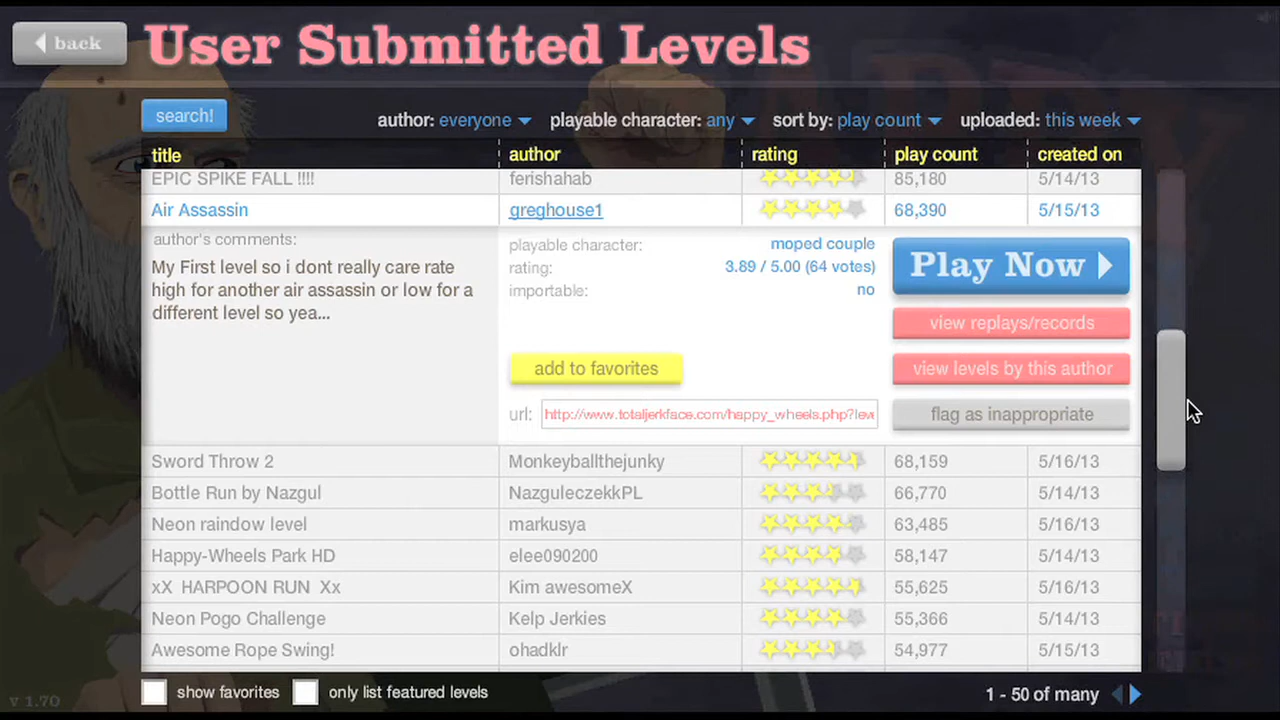 back
User Submitted Levels
search!
author: everyone playable character: any sort by: play count uploaded: this week
title author rating play count created on
EPIC SPIKE FALL !!!! ferishahab 85,180 5/14/13
Air Assassin greghouse1 68,390 5/15/13
author's comments:
My First level so i dont really care rate
high for another air assassin or low for a
different level so yea...
playable character: moped couple
rating: 3.89 / 5.00 (64 votes)
importable: no
add to favorites
url: http://www.totaljerkface.com/happy_wheels.php?lev
Play Now
view replays/records
view levels by this author
flag as inappropriate
Sword Throw 2 Monkeyballthejunky 68,159 5/16/13
Bottle Run by Nazgul NazguleczekkPL 66,770 5/14/13
Neon raindow level markusya 63,485 5/16/13
Happy-Wheels Park HD elee090200 58,147 5/14/13
xX HARPOON RUN Xx Kim awesomeX 55,625 5/16/13
Neon Pogo Challenge Kelp Jerkies 55,366 5/14/13
Awesome Rope Swing! ohadklr 54,977 5/15/13
show favorites only list featured levels 1 - 50 of many
v 1.70